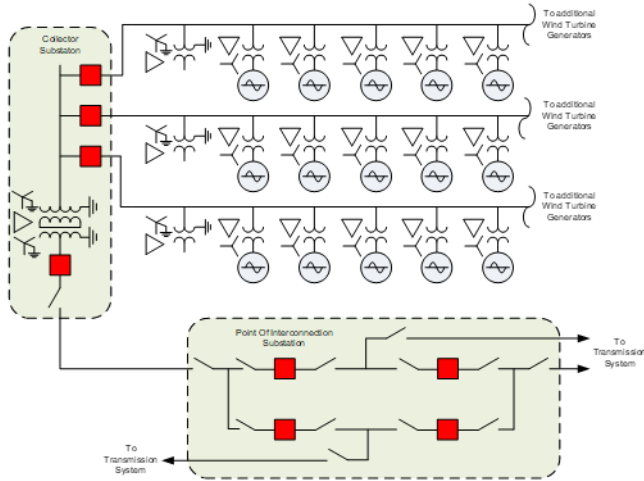 Collector
Substaton
To additional
Wind Turbine
Generators
To additional
Wind Turbine
Generators
To additional
Wind Turbine
Generators
Point Of Interconnection
Substation
To
Transmission
System
To
Transmission
System